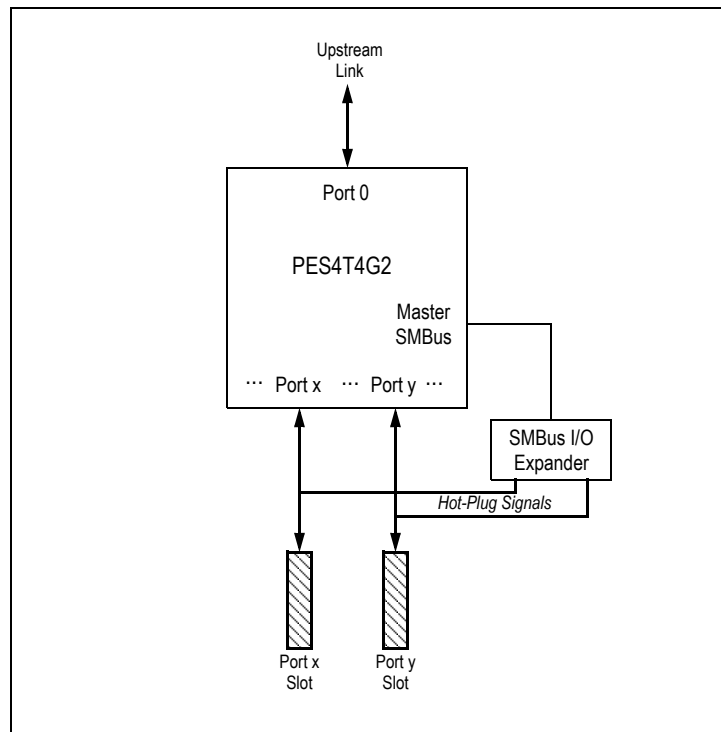 Upstream
Link
Port 0
PES4T4G2
Master
SMBus
··· Port x ··· Port y ···
SMBus I/O
Expander
Hot-Plug Signals
Port x
Slot
Port y
Slot